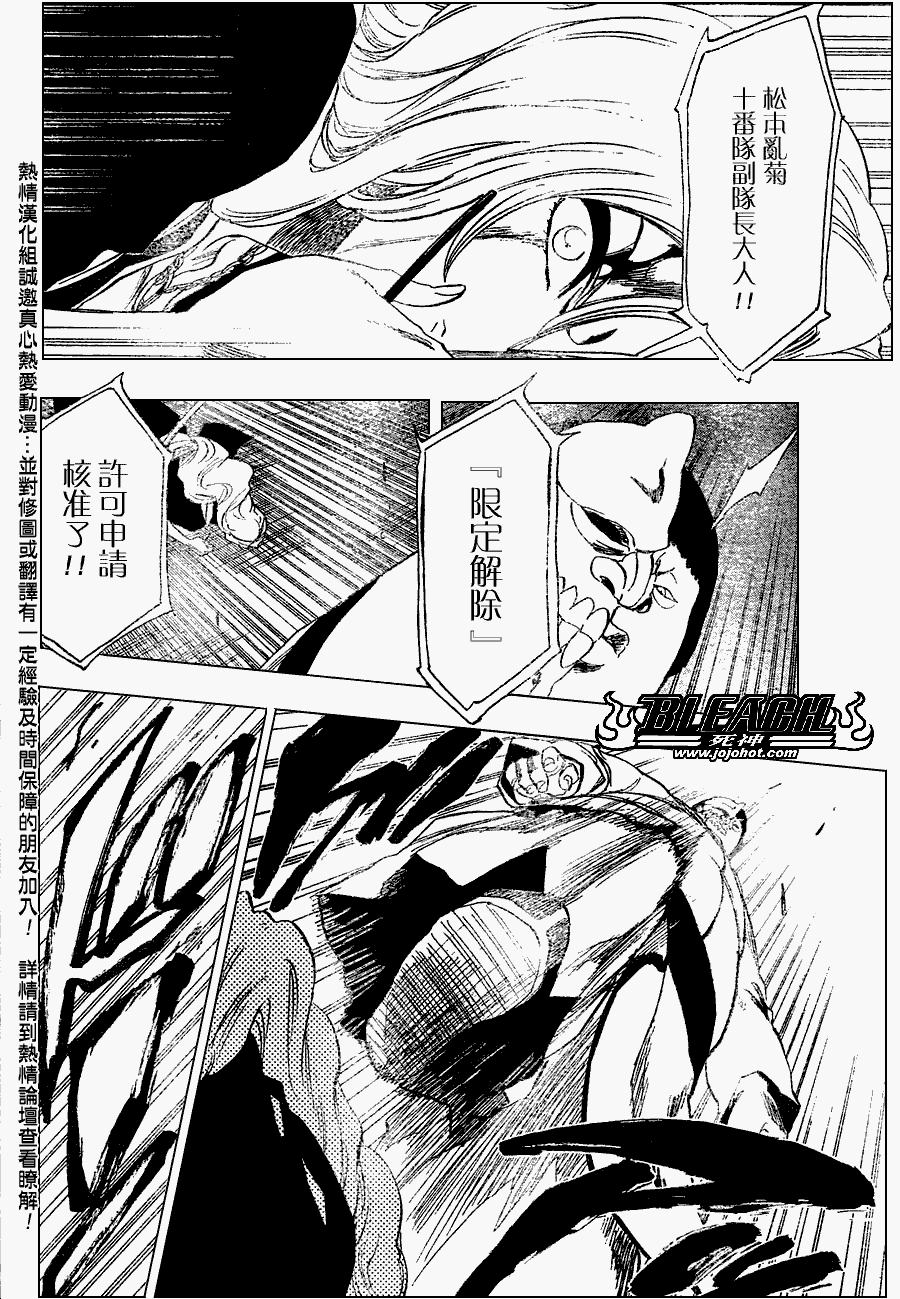 松本亂菊
十番隊副隊長大人!!
『限定解除』
許可申請
核准了!!
BLEACH
死神
www.jojohot.com
熱情漢化組誠邀真心熱愛動漫…並對修圖或翻譯有一定經驗及時間保障的朋友加入! 詳情請到熱情論壇查看瞭解!